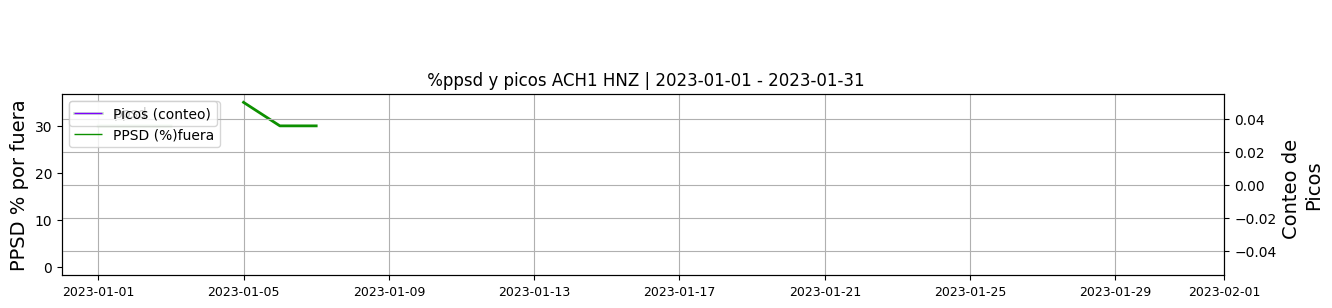 %ppsd y picos ACH1 HNZ | 2023-01-01 - 2023-01-31
PPSD % por fuera
30
20
10
0
Picos (conteo)
PPSD (%)fuera
0.04
0.02
0.00
−0.02
−0.04
Conteo de
Picos
2023-01-01 2023-01-05 2023-01-09 2023-01-13 2023-01-17 2023-01-21 2023-01-25 2023-01-29 2023-02-01